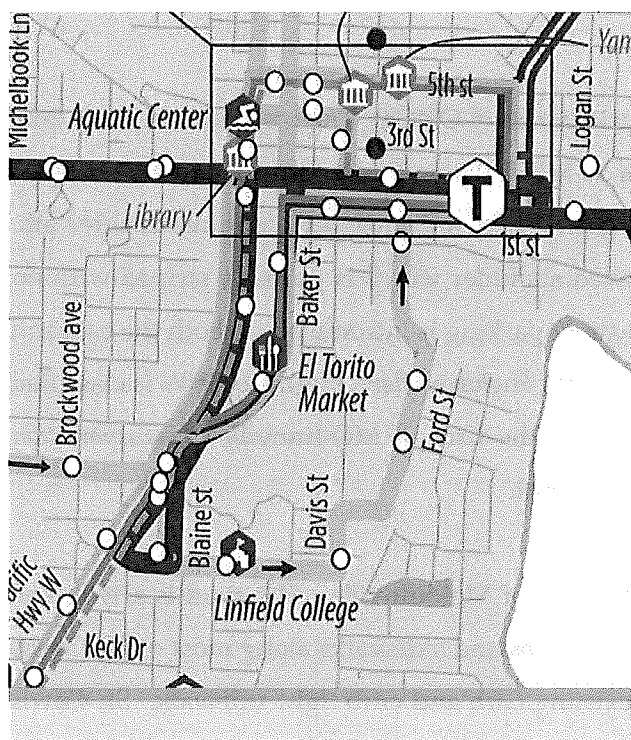 Michelbook Ln
Yam
5th st
Aquatic Center
3rd St
Logan St
T
Library
1st st
Baker St
Brockwood ave
El Torito
Market
Ford St
Davis St
Blaine st
Linfield College
acific
Hwy W
Keck Dr